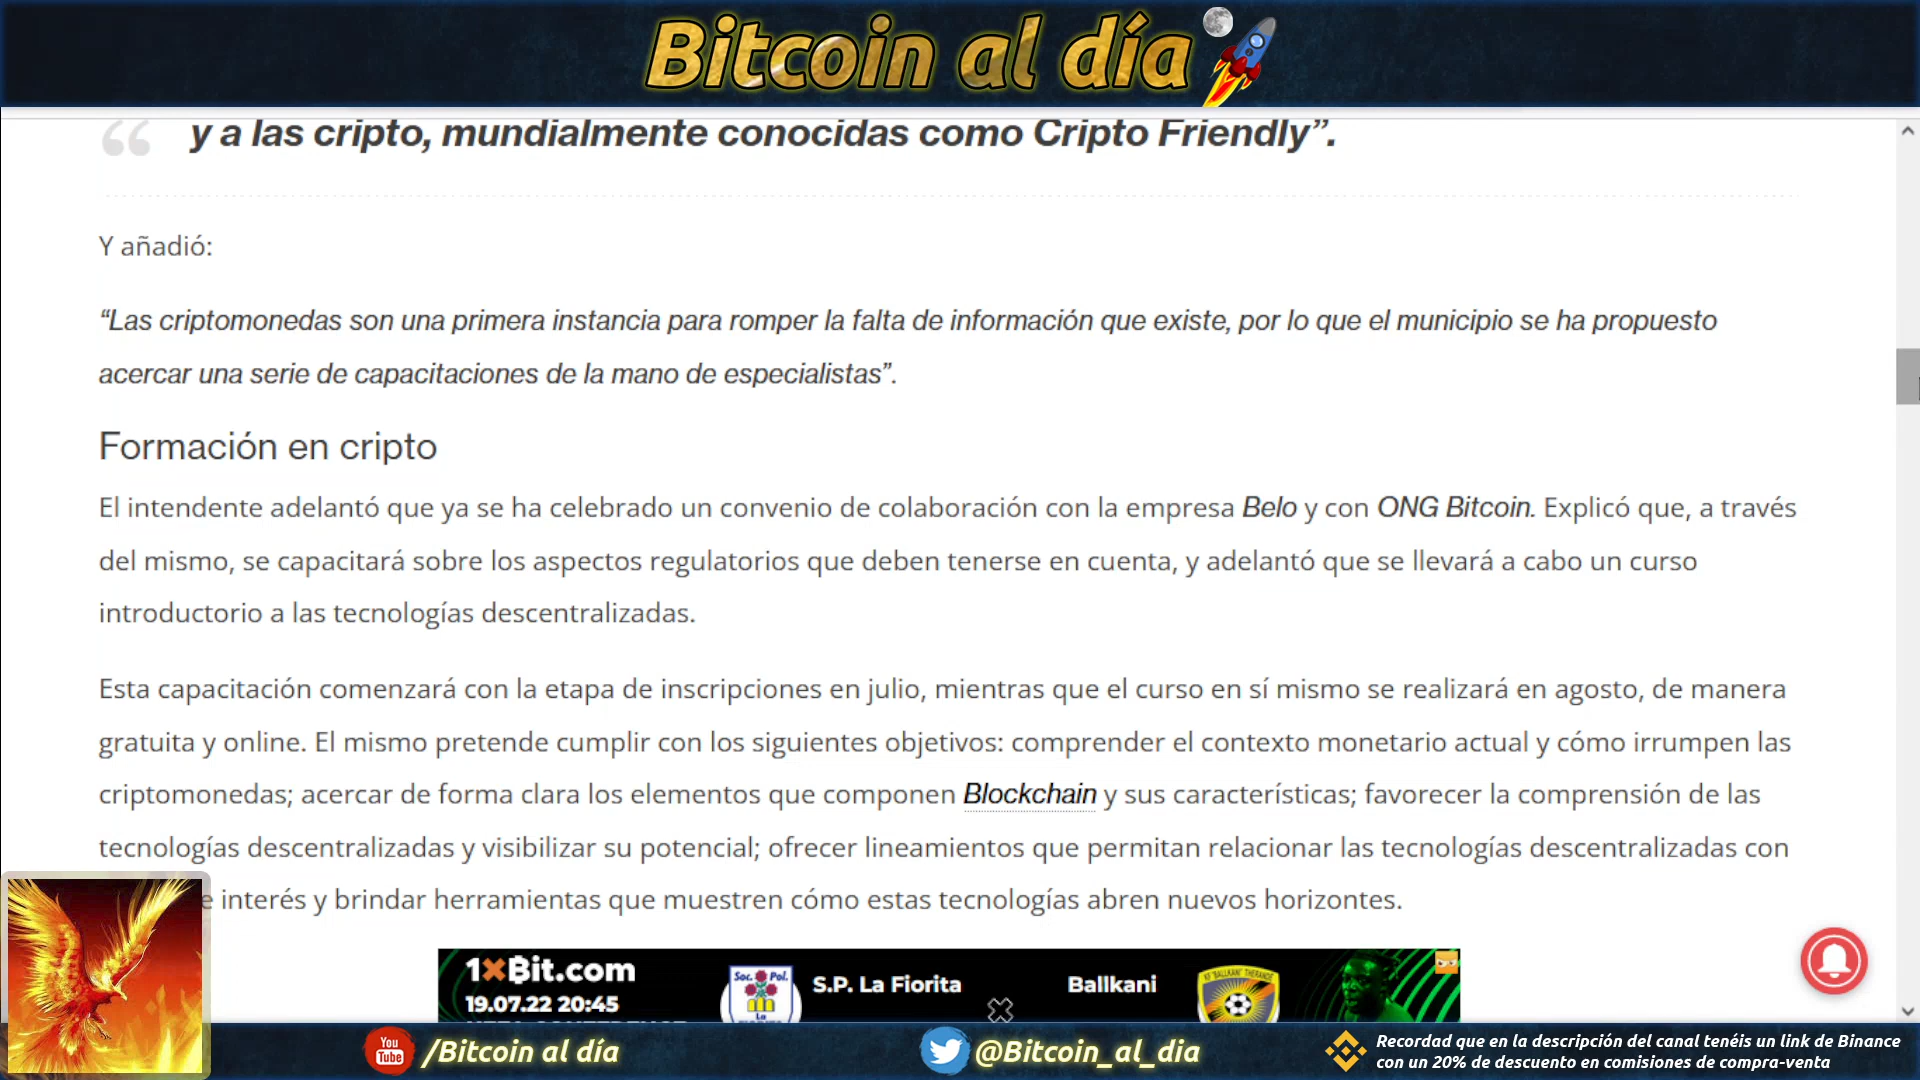 Bitcoin al día
“ y a las cripto, mundialmente conocidas como Cripto Friendly”.
Y añadió:
“Las criptomonedas son una primera instancia para romper la falta de información que existe, por lo que el municipio se ha propuesto
acercar una serie de capacitaciones de la mano de especialistas”.
Formación en cripto
El intendente adelantó que ya se ha celebrado un convenio de colaboración con la empresa Belo y con ONG Bitcoin. Explicó que, a través
del mismo, se capacitará sobre los aspectos regulatorios que deben tenerse en cuenta, y adelantó que se llevará a cabo un curso
introductorio a las tecnologías descentralizadas.
Esta capacitación comenzará con la etapa de inscripciones en julio, mientras que el curso en sí mismo se realizará en agosto, de manera
gratuita y online. El mismo pretende cumplir con los siguientes objetivos: comprender el contexto monetario actual y cómo irrumpen las
criptomonedas; acercar de forma clara los elementos que componen Blockchain y sus características; favorecer la comprensión de las
tecnologías descentralizadas y visibilizar su potencial; ofrecer lineamientos que permitan relacionar las tecnologías descentralizadas con
e interés y brindar herramientas que muestren cómo estas tecnologías abren nuevos horizontes.
1xBit.com
19.07.22 20:45
Soc. Pol.
La
S.P. La Fiorita
Ballkani
You Tube /Bitcoin al día
@Bitcoin_al_dia
Recordad que en la descripción del canal tenéis un link de Binance
con un 20% de descuento en comisiones de compra-venta